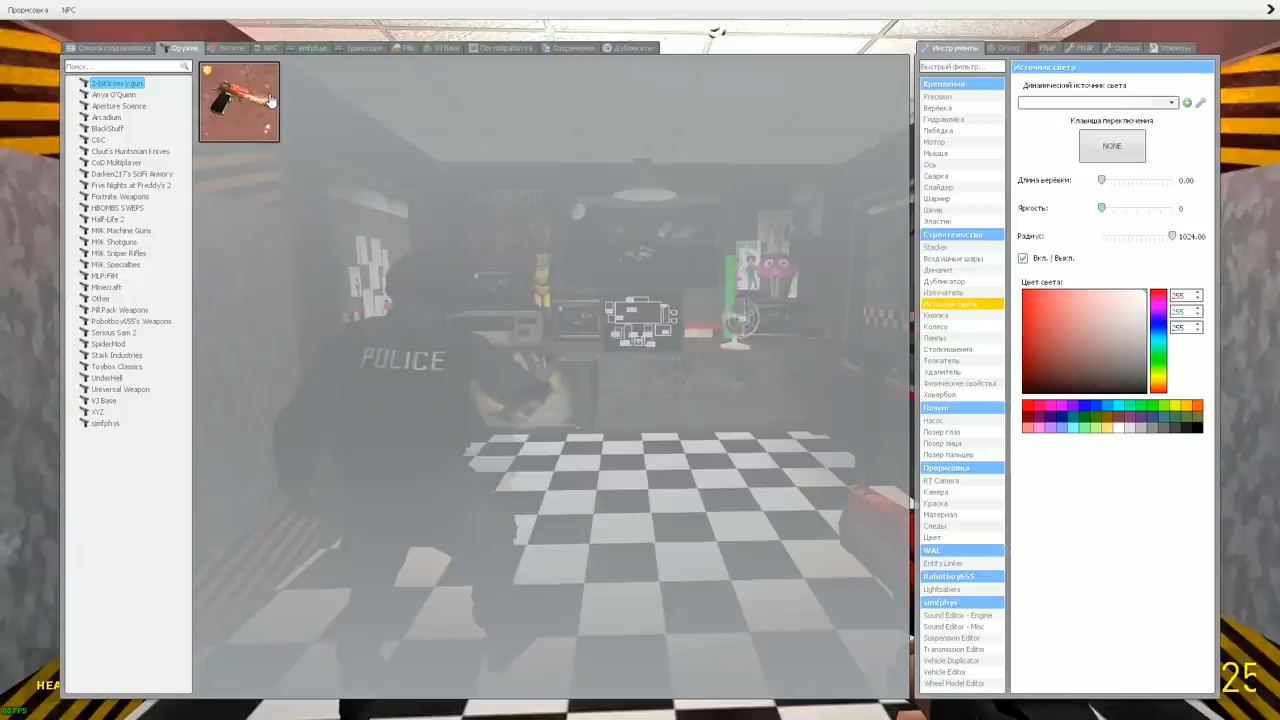 Прорисовка NPC
Оружие NPC simfphys Транспорт VJ Base Постобработка Сохранения Дубликаты
Инструменты FNaF FNAF Options Утилиты
Поиск...
Anya O'Quinn
Aperture Science
Arcadium
BlackStuff
C&C
Clout's Huntsman Knives
CoD Multiplayer
Darken217's SciFi Armory
Five Nights at Freddy's 2
Fortnite Weapons
HBOMBS SWEPS
Half-Life 2
M9k Machine Guns
M9k Shotguns
M9k Sniper Rifles
M9k Specialties
MLP:FiM
Minecraft
Other
Pill Pack Weapons
Robotboy655's Weapons
Serious Sam 2
SpiderMod
Stark Industries
Toybox Classics
UnderHell
Universal Weapon
VJ Base
XYZ
simfphys
POLICE
Быстрый фильтр...
Крепления
Precision
Верёвка
Гидравлика
Лебёдка
Мотор
Мышца
Ось
Сварка
Слайдер
Шарнир
Шкив
Эластик
Строительство
Stacker
Воздушные шары
Динамит
Дубликатор
Излучатель
Источник света
Кнопка
Колесо
Лампы
Столкновения
Толкатель
Удалитель
Физические свойства
Ховербол
Позинг
Насос
Позер глаз
Позер лица
Позер пальцев
Прорисовка
RT Camera
Камера
Краска
Материал
Следы
Цвет
WAC
Entity Linker
Robotboy655
Lightsabers
simfphys
Sound Editor - Engine
Sound Editor - Misc
Suspension Editor
Transmission Editor
Vehicle Duplicator
Vehicle Editor
Wheel Model Editor
Источник света
Динамический источник света
Клавиша переключения
NONE
Длина верёвки: 0.00
Яркость: 0
Радиус: 1024.00
Вкл. / Выкл.
Цвет света:
255
255
255
HEA
60 FPS
25